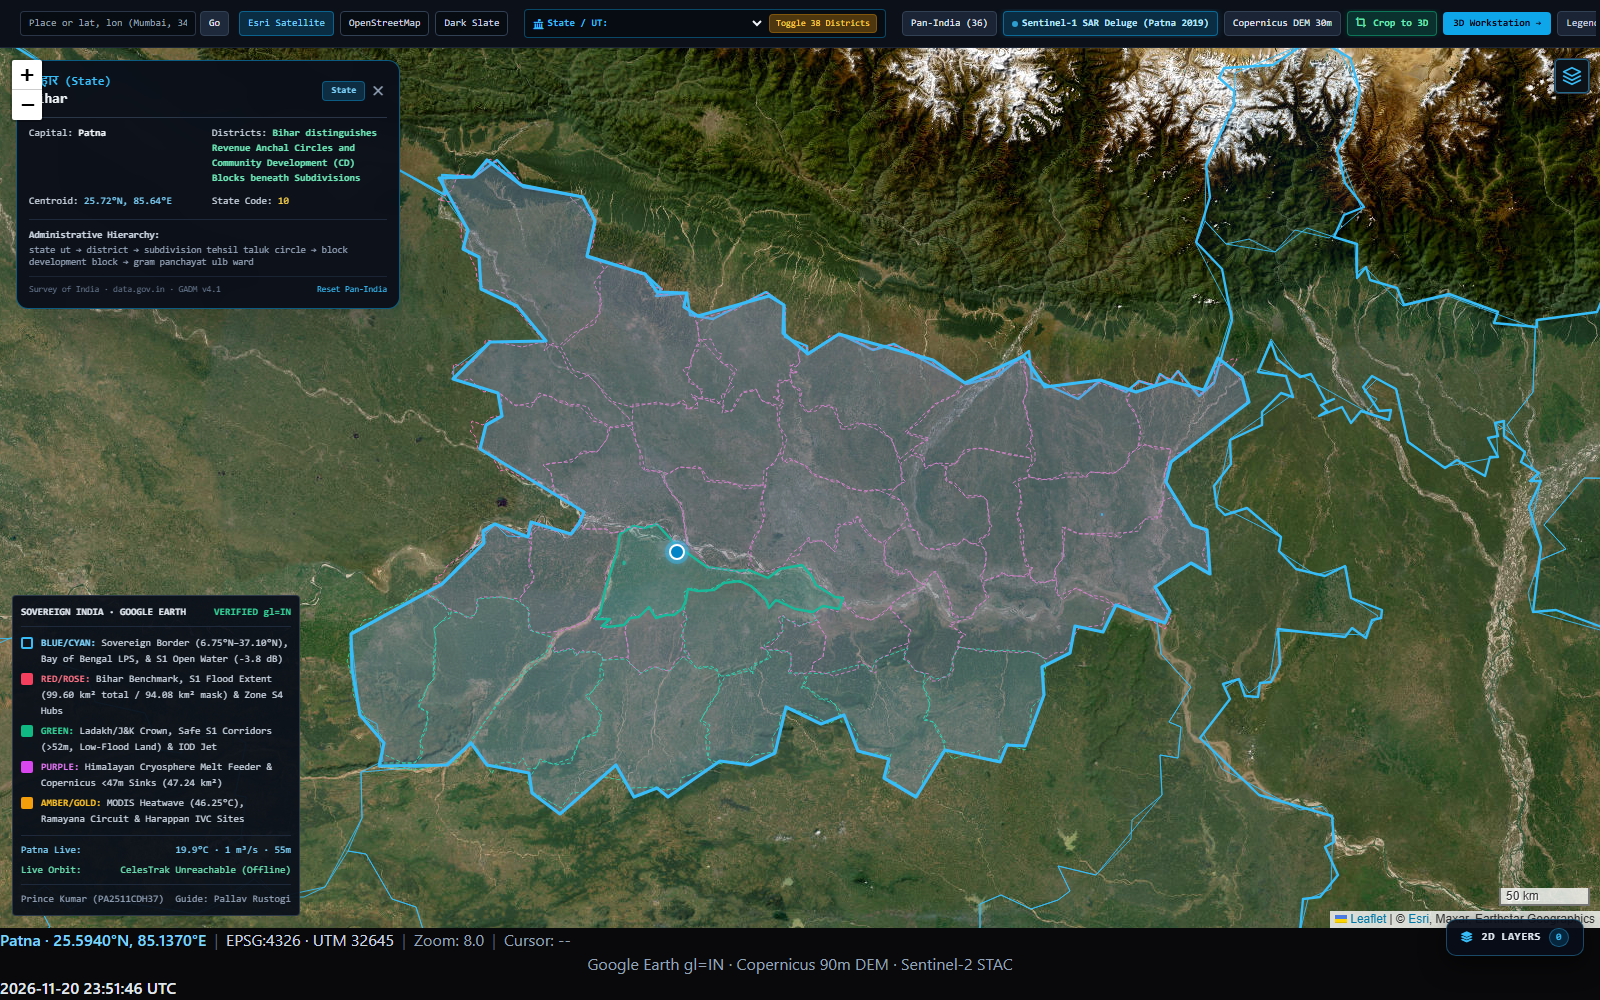 Place or lat, lon (Mumbai, 34
Go
Esri Satellite
OpenStreetMap
Dark Slate
State / UT:
Toggle 38 Districts
Pan-India (36)
Sentinel-1 SAR Deluge (Patna 2019)
Copernicus DEM 30m
Crop to 3D
3D Workstation →
Legend
+
−
(State)
State
✕
Capital: Patna
Districts: Bihar distinguishes
Revenue Anchal Circles and
Community Development (CD)
Blocks beneath Subdivisions
Centroid: 25.72°N, 85.64°E
State Code: 10
Administrative Hierarchy:
state ut → district → subdivision tehsil taluk circle → block
development block → gram panchayat ulb ward
Survey of India · data.gov.in · GADM v4.1
Reset Pan-India
SOVEREIGN INDIA · GOOGLE EARTH
VERIFIED gl=IN
BLUE/CYAN: Sovereign Border (6.75°N–37.10°N),
Bay of Bengal LPS, & S1 Open Water (-3.8 dB)
RED/ROSE: Bihar Benchmark, S1 Flood Extent
(99.60 km² total / 94.08 km² mask) & Zone S4
Hubs
GREEN: Ladakh/J&K Crown, Safe S1 Corridors
(>52m, Low-Flood Land) & IOD Jet
PURPLE: Himalayan Cryosphere Melt Feeder &
Copernicus <47m Sinks (47.24 km²)
AMBER/GOLD: MODIS Heatwave (46.25°C),
Ramayana Circuit & Harappan IVC Sites
Patna Live:
19.9°C · 1 m³/s · 55m
Live Orbit:
CelesTrak Unreachable (Offline)
Prince Kumar (PA2511CDH37)
Guide: Pallav Rustogi
50 km
Leaflet | © Esri, Maxar, Earthstar Geographics
2D LAYERS 0
Patna · 25.5940°N, 85.1370°E | EPSG:4326 · UTM 32645 | Zoom: 8.0 | Cursor: --
Google Earth gl=IN · Copernicus 90m DEM · Sentinel-2 STAC
2026-11-20 23:51:46 UTC